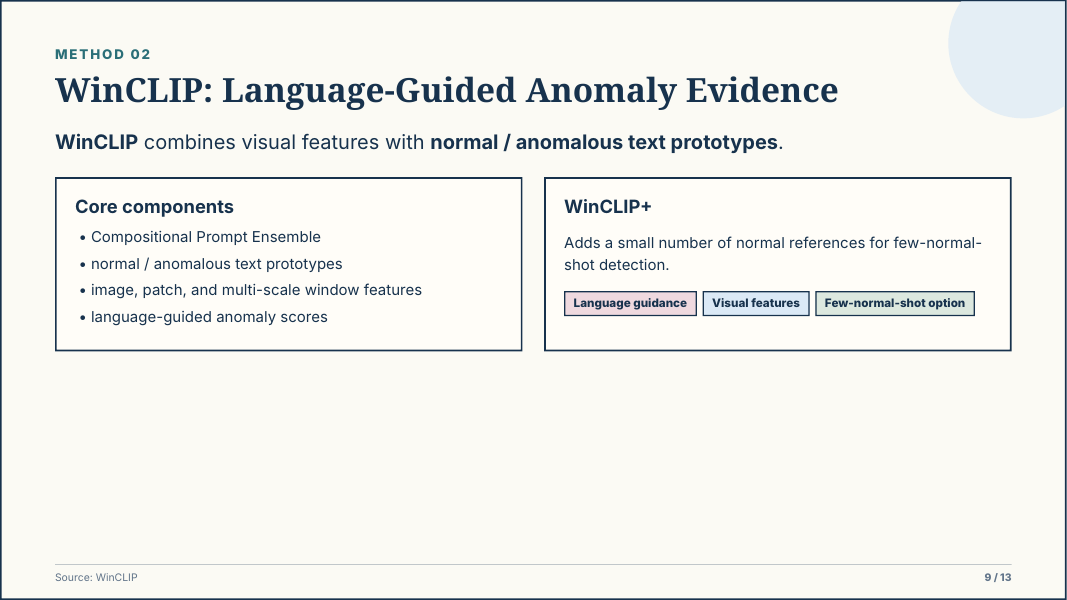 METHOD 02
WinCLIP: Language-Guided Anomaly Evidence
WinCLIP combines visual features with normal / anomalous text prototypes.
Core components
• Compositional Prompt Ensemble
• normal / anomalous text prototypes
• image, patch, and multi-scale window features
• language-guided anomaly scores
WinCLIP+
Adds a small number of normal references for few-normal-
shot detection.
Language guidance
Visual features
Few-normal-shot option
Source: WinCLIP
9 / 13